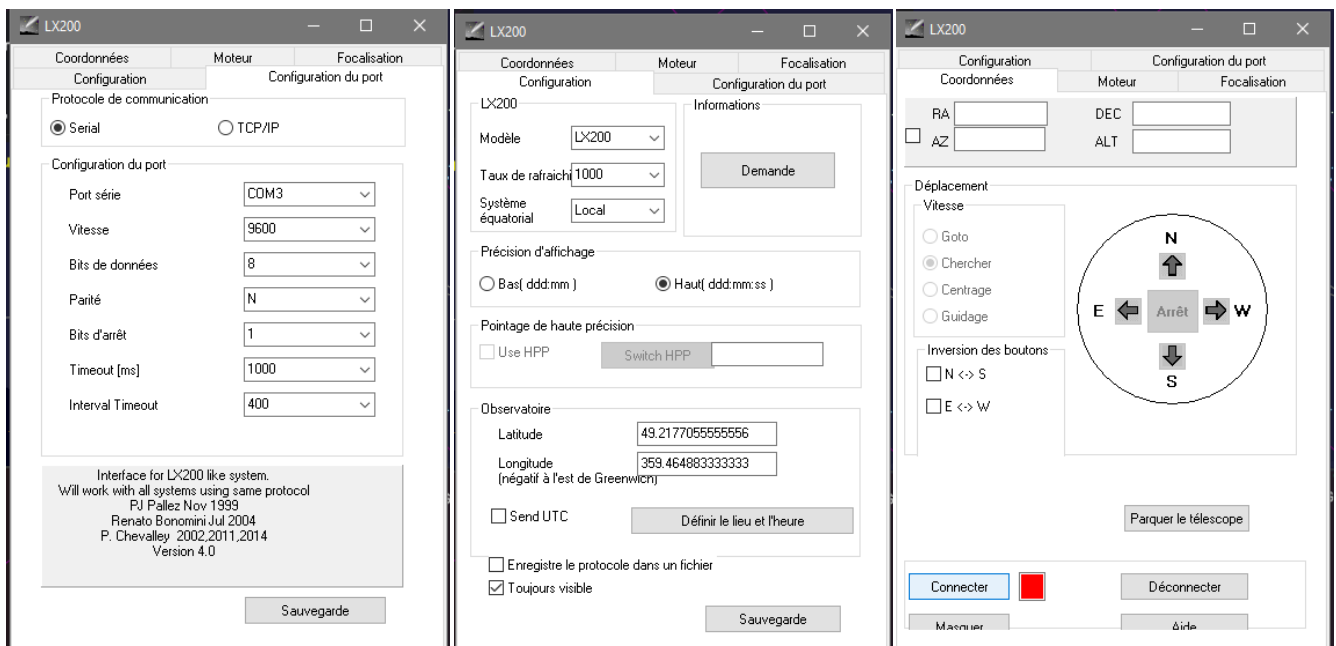 LX200
Coordonnées Moteur Focalisation
Configuration Configuration du port
Protocole de communication
Serial TCP/IP
Configuration du port
Port série COM3
Vitesse 9600
Bits de données 8
Parité N
Bits d'arrêt 1
Timeout [ms] 1000
Interval Timeout 400
Interface for LX200 like system.
Will work with all systems using same protocol
PJ Pallez Nov 1999
Renato Bonomini Jul 2004
P. Chevalley 2002,2011,2014
Version 4.0
Sauvegarde
LX200
Coordonnées Moteur Focalisation
Configuration Configuration du port
LX200
Informations
Modèle LX200
Demande
Taux de rafraichi 1000
Système
équatorial Local
Précision d'affichage
Bas( ddd:mm ) Haut( ddd:mm:ss )
Pointage de haute précision
Use HPP Switch HPP
Observatoire
Latitude 49.2177055555556
Longitude 359.464883333333
(négatif à l'est de Greenwich)
Send UTC Définir le lieu et l'heure
Enregistre le protocole dans un fichier
Toujours visible
Sauvegarde
LX200
Configuration Configuration du port
Coordonnées Moteur Focalisation
RA DEC
AZ ALT
Déplacement
Vitesse
Goto
Chercher
Centrage
Guidage
N
E Arrêt W
S
Inversion des boutons
N <-> S
E <-> W
Parquer le télescope
Connecter Déconnecter
Masquer Aide